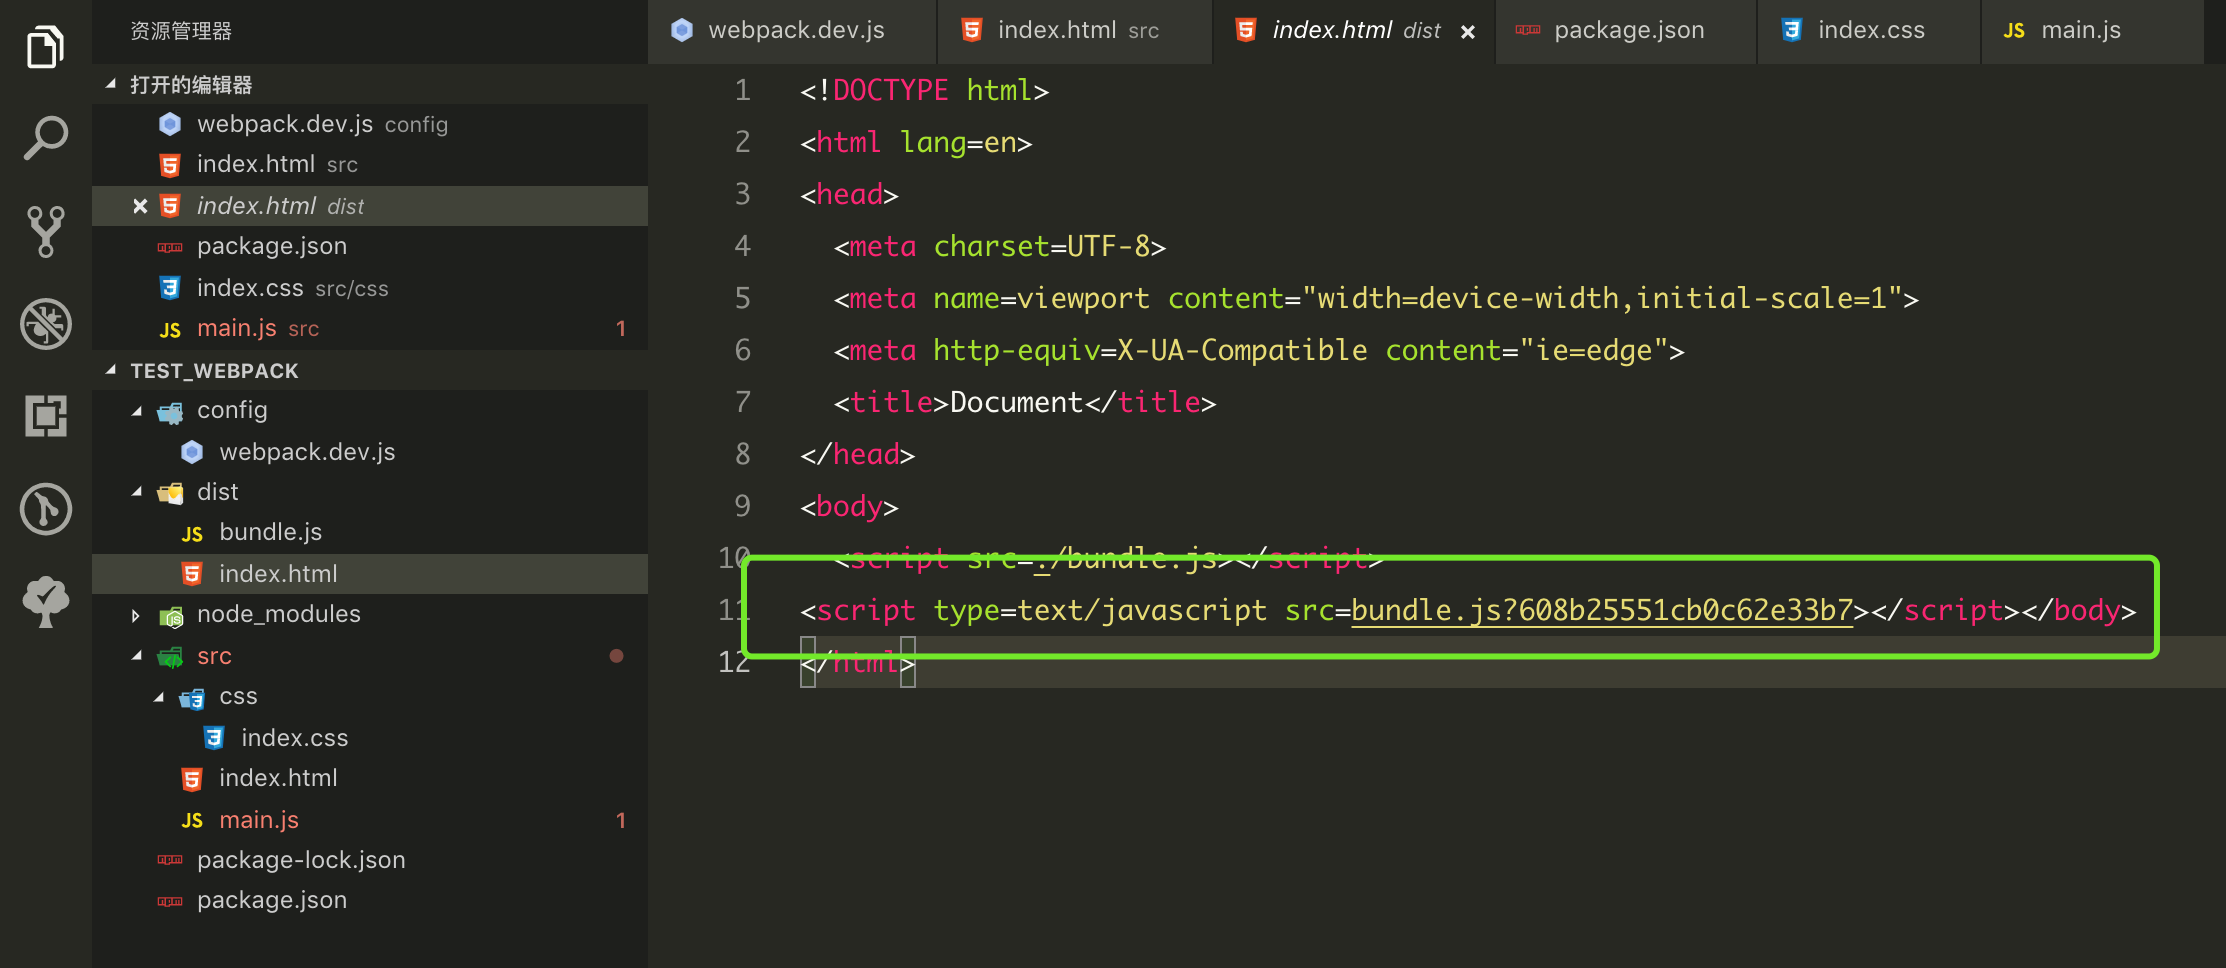 资源管理器
打开的编辑器
webpack.dev.js config
index.html src
index.html dist
package.json
index.css src/css
JS main.js src 1
TEST_WEBPACK
config
webpack.dev.js
dist
JS bundle.js
index.html
node_modules
src
css
index.css
index.html
JS main.js 1
package-lock.json
package.json
webpack.dev.js index.html src index.html dist package.json index.css JS main.js
1 <!DOCTYPE html>
2 <html lang=en>
3 <head>
4 <meta charset=UTF-8>
5 <meta name=viewport content="width=device-width,initial-scale=1">
6 <meta http-equiv=X-UA-Compatible content="ie=edge">
7 <title>Document</title>
8 </head>
9 <body>
10 <script src=./bundle.js></script>
11 <script type=text/javascript src=bundle.js?608b25551cb0c62e33b7></script></body>
12 </html>